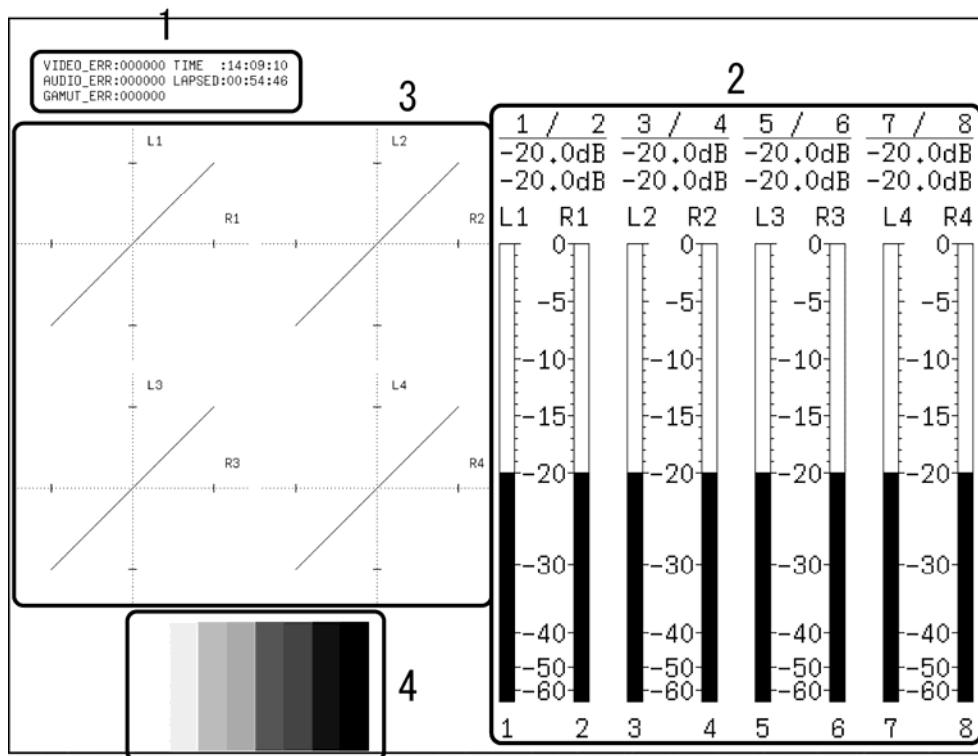 1
VIDEO_ERR:000000 TIME :14:09:10
AUDIO_ERR:000000 LAPSED:00:54:46
GAMUT_ERR:000000
3
L1 L2
R1 R2
L3 L4
R3 R4
2
1 / 2 3 / 4 5 / 6 7 / 8
-20.0dB -20.0dB -20.0dB -20.0dB
-20.0dB -20.0dB -20.0dB -20.0dB
L1 R1 L2 R2 L3 R3 L4 R4
0 0 0 0
-5 -5 -5 -5
-10 -10 -10 -10
-15 -15 -15 -15
-20 -20 -20 -20
-30 -30 -30 -30
-40 -40 -40 -40
-50 -50 -50 -50
-60 -60 -60 -60
1 2 3 4 5 6 7 8
4